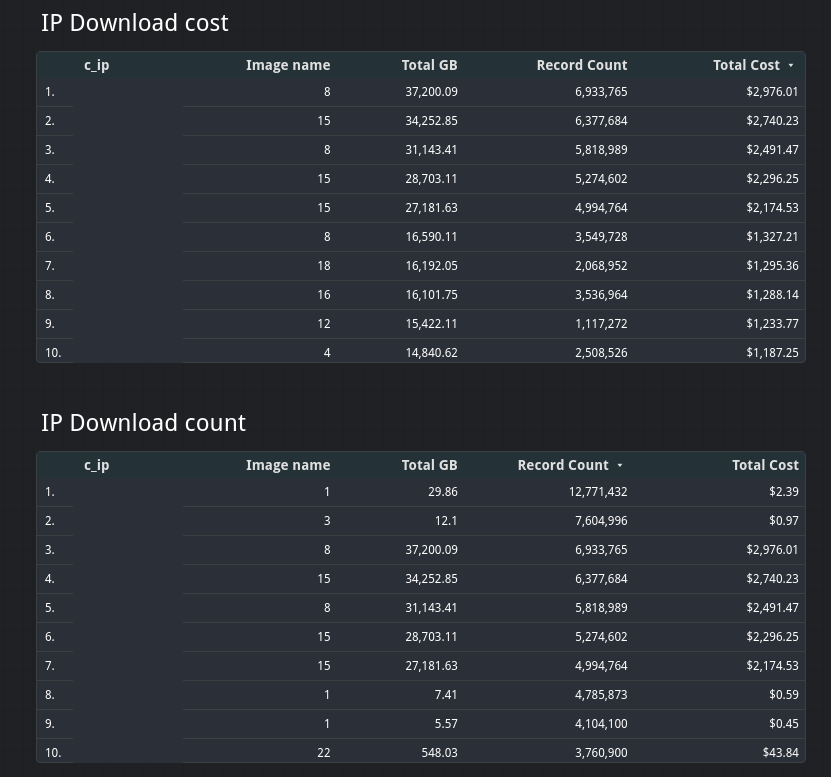 IP Download cost
c_ip Image name Total GB Record Count Total Cost
1. 8 37,200.09 6,933,765 $2,976.01
2. 15 34,252.85 6,377,684 $2,740.23
3. 8 31,143.41 5,818,989 $2,491.47
4. 15 28,703.11 5,274,602 $2,296.25
5. 15 27,181.63 4,994,764 $2,174.53
6. 8 16,590.11 3,549,728 $1,327.21
7. 18 16,192.05 2,068,952 $1,295.36
8. 16 16,101.75 3,536,964 $1,288.14
9. 12 15,422.11 1,117,272 $1,233.77
10. 4 14,840.62 2,508,526 $1,187.25
IP Download count
c_ip Image name Total GB Record Count Total Cost
1. 1 29.86 12,771,432 $2.39
2. 3 12.1 7,604,996 $0.97
3. 8 37,200.09 6,933,765 $2,976.01
4. 15 34,252.85 6,377,684 $2,740.23
5. 8 31,143.41 5,818,989 $2,491.47
6. 15 28,703.11 5,274,602 $2,296.25
7. 15 27,181.63 4,994,764 $2,174.53
8. 1 7.41 4,785,873 $0.59
9. 1 5.57 4,104,100 $0.45
10. 22 548.03 3,760,900 $43.84